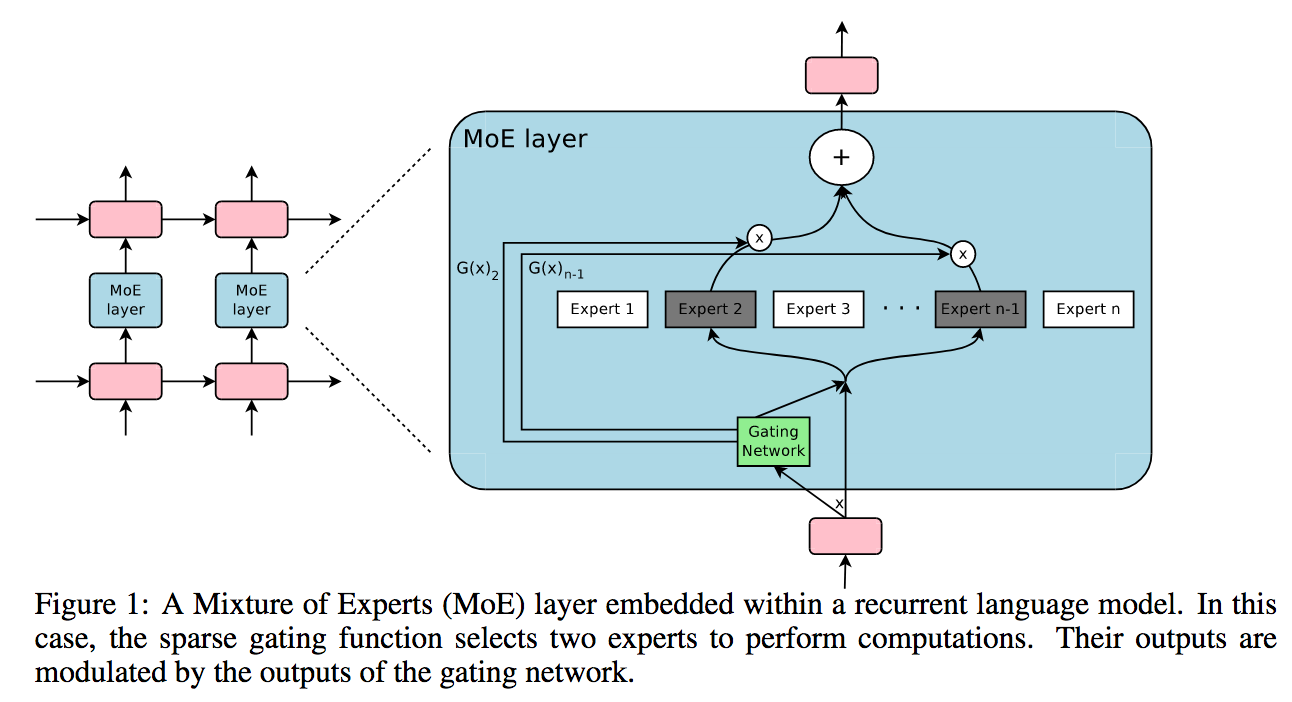 MoE layer
+
x
x
G(x)2
G(x)n-1
MoE
layer
MoE
layer
Expert 1
Expert 2
Expert 3
. . .
Expert n-1
Expert n
Gating
Network
x
Figure 1: A Mixture of Experts (MoE) layer embedded within a recurrent language model. In this
case, the sparse gating function selects two experts to perform computations. Their outputs are
modulated by the outputs of the gating network.